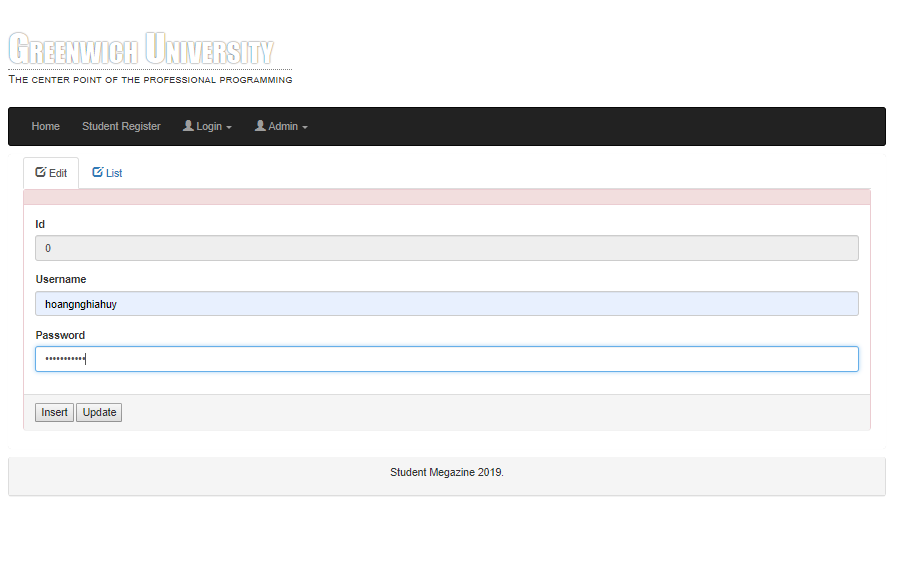 Greenwich University
The center point of the professional programming
Home Student Register Login Admin
Edit List
Id
0
Username
hoangnghiahuy
Password
•••••••••••
Insert Update
Student Megazine 2019.